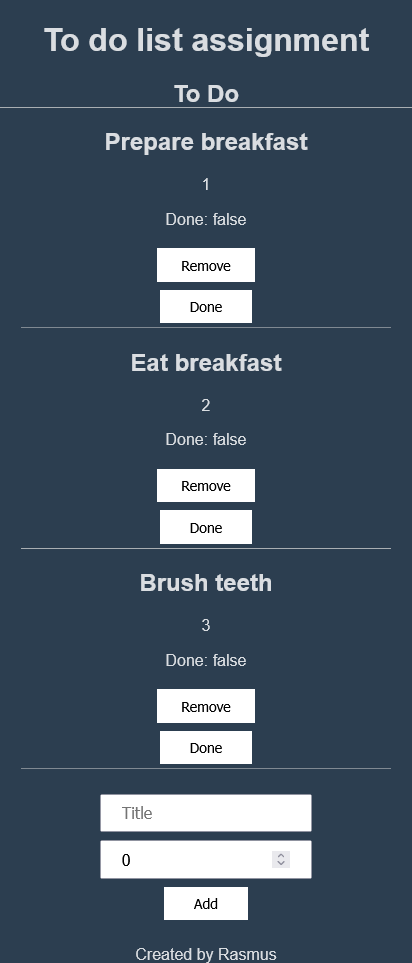 To do list assignment
To Do
Prepare breakfast
1
Done: false
Remove
Done
Eat breakfast
2
Done: false
Remove
Done
Brush teeth
3
Done: false
Remove
Done
Title
0
Add
Created by Rasmus